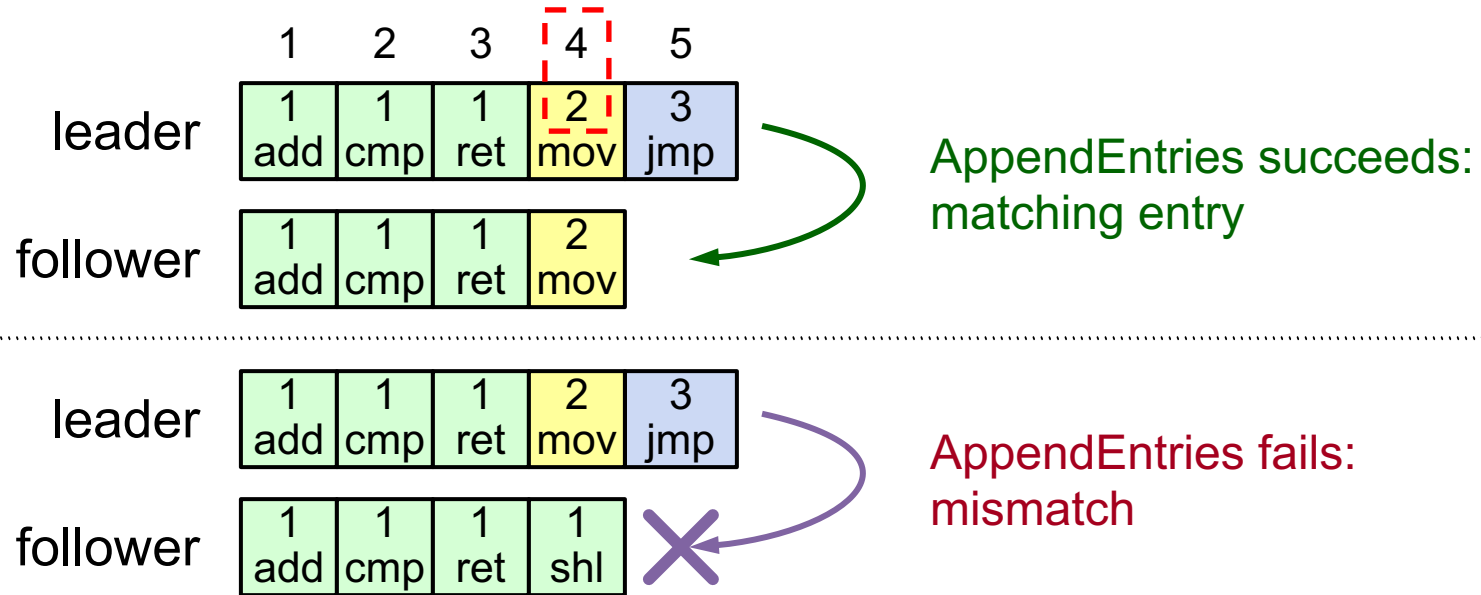 1 2 3 4 5
leader
1 1 1 2 3
add cmp ret mov jmp
AppendEntries succeeds:
matching entry
follower
1 1 1 2
add cmp ret mov
leader
1 1 1 2 3
add cmp ret mov jmp
AppendEntries fails:
mismatch
follower
1 1 1 1
add cmp ret shl